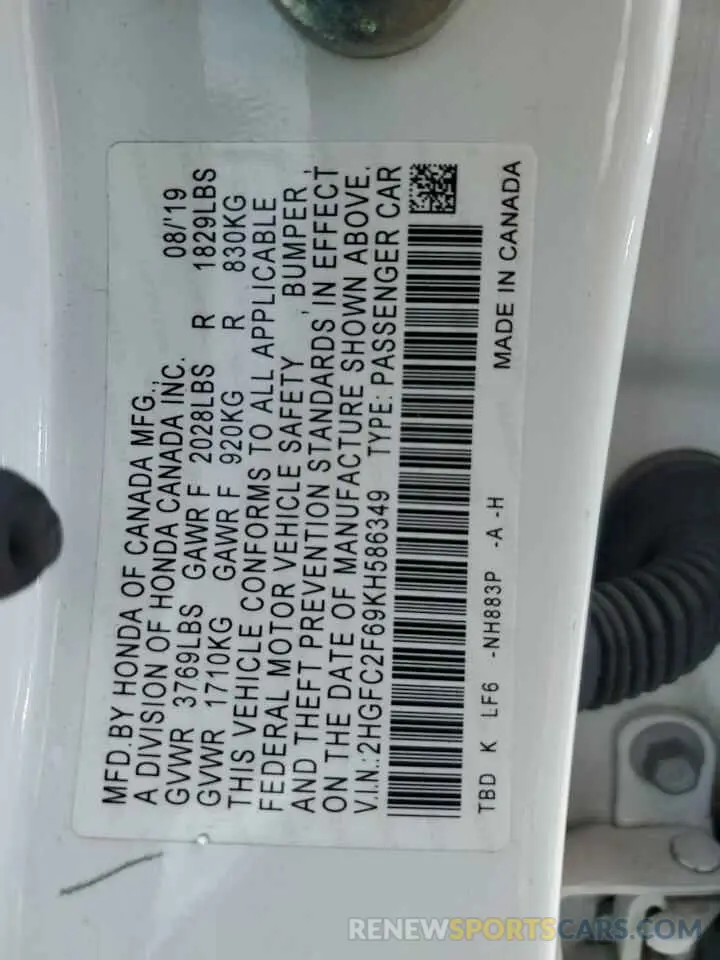 MFD.BY HONDA OF CANADA MFG., 08/'19
A DIVISION OF HONDA CANADA INC.
GVWR 3769LBS GAWR F 2028LBS R 1829LBS
GVWR 1710KG GAWR F 920KG R 830KG
THIS VEHICLE CONFORMS TO ALL APPLICABLE
FEDERAL MOTOR VEHICLE SAFETY, BUMPER,
AND THEFT PREVENTION STANDARDS IN EFFECT
ON THE DATE OF MANUFACTURE SHOWN ABOVE.
V.I.N.:2HGFC2F69KH586349 TYPE: PASSENGER CAR
TBD K LF6 -NH883P -A -H
MADE IN CANADA
RENEWSPORTSCARS.COM